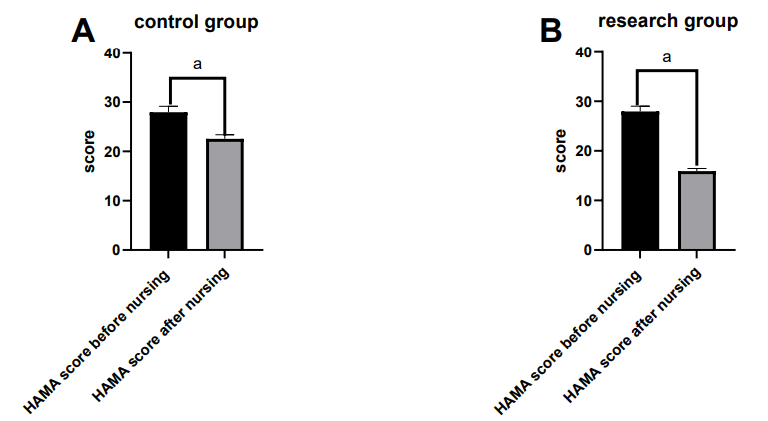 A
control group
40
30
20
10
0
score
a
HAMA score before nursing
HAMA score after nursing
B
research group
40
30
20
10
0
score
a
HAMA score before nursing
HAMA score after nursing